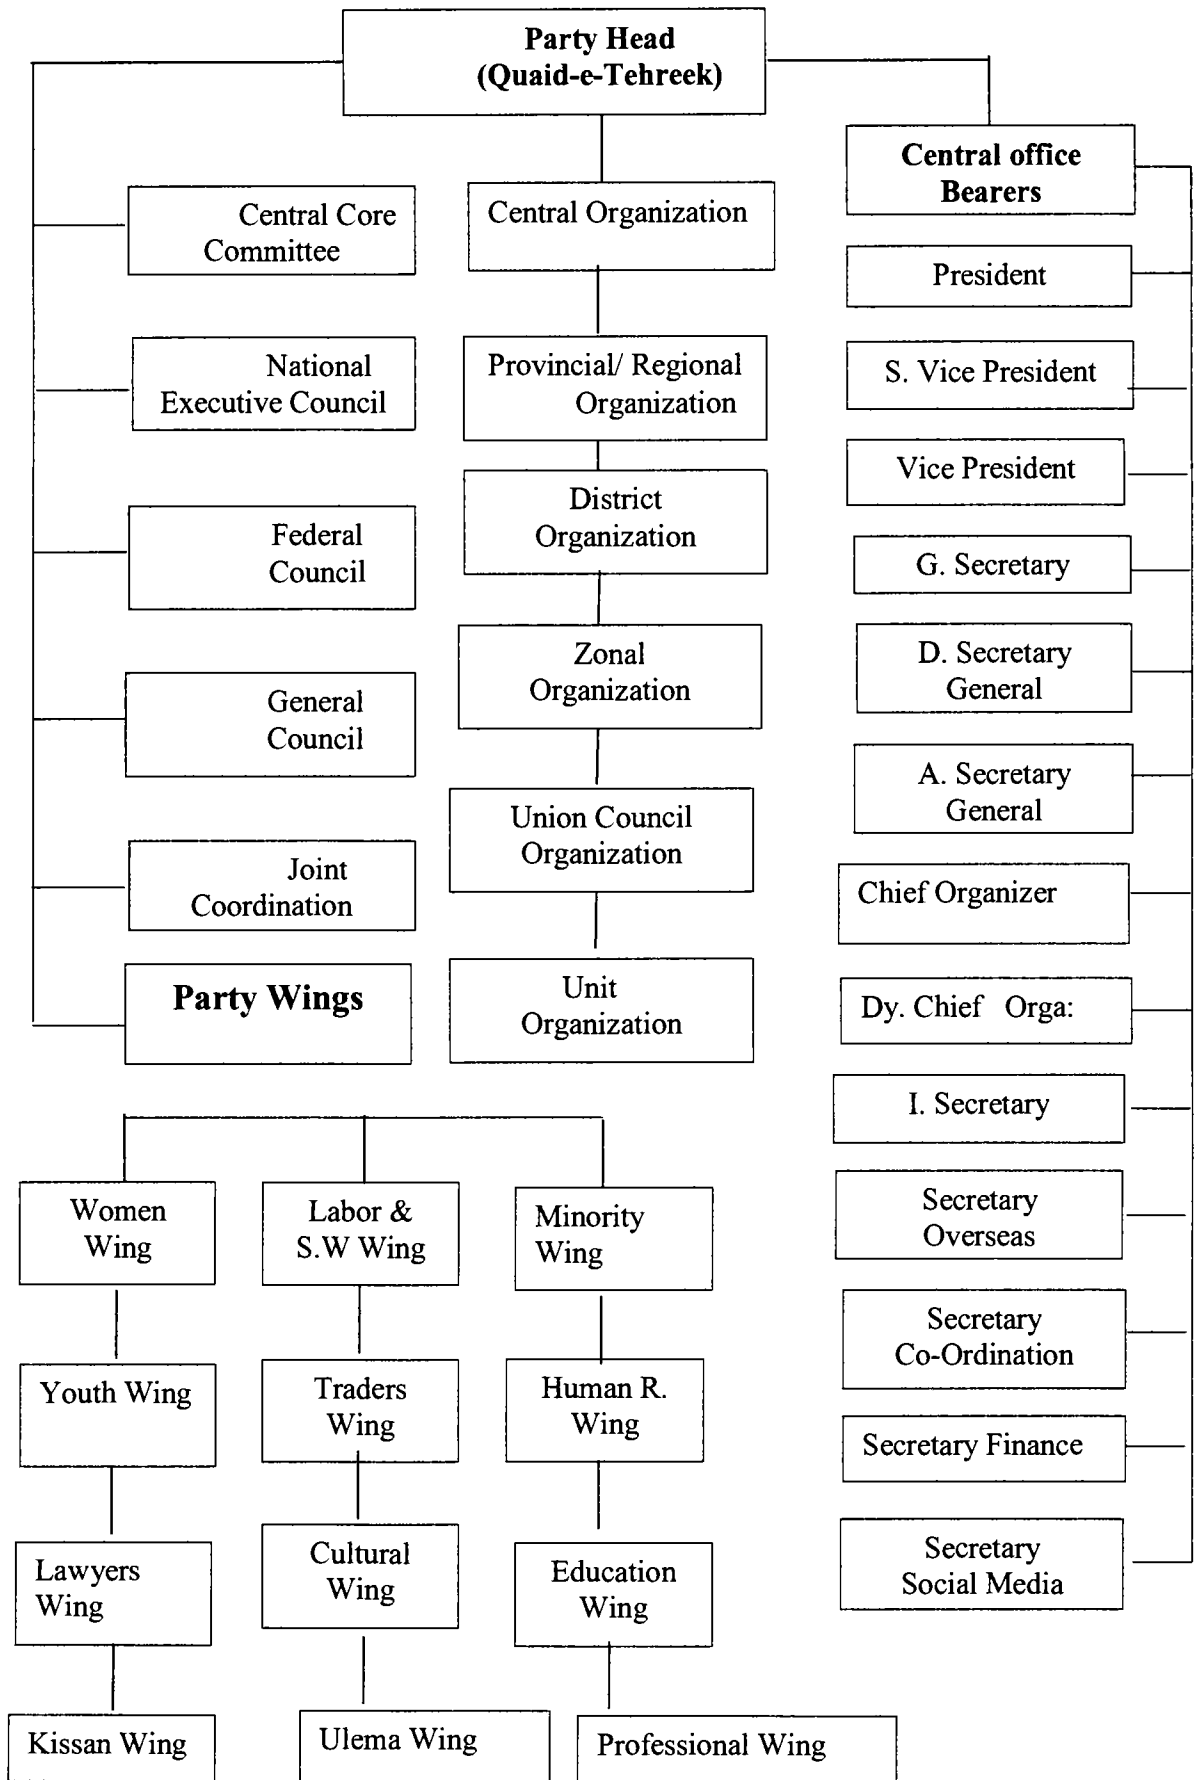 Party Head
(Quaid-e-Tehreek)
Central Core
Committee
National
Executive Council
Federal
Council
General
Council
Joint
Coordination
Party Wings
Central Organization
Provincial/ Regional
Organization
District
Organization
Zonal
Organization
Union Council
Organization
Unit
Organization
Central office
Bearers
President
S. Vice President
Vice President
G. Secretary
D. Secretary
General
A. Secretary
General
Chief Organizer
Dy. Chief Orga:
I. Secretary
Secretary
Overseas
Secretary
Co-Ordination
Secretary Finance
Secretary
Social Media
Women
Wing
Youth Wing
Lawyers
Wing
Kissan Wing
Labor &
S.W Wing
Traders
Wing
Cultural
Wing
Ulema Wing
Minority
Wing
Human R.
Wing
Education
Wing
Professional Wing